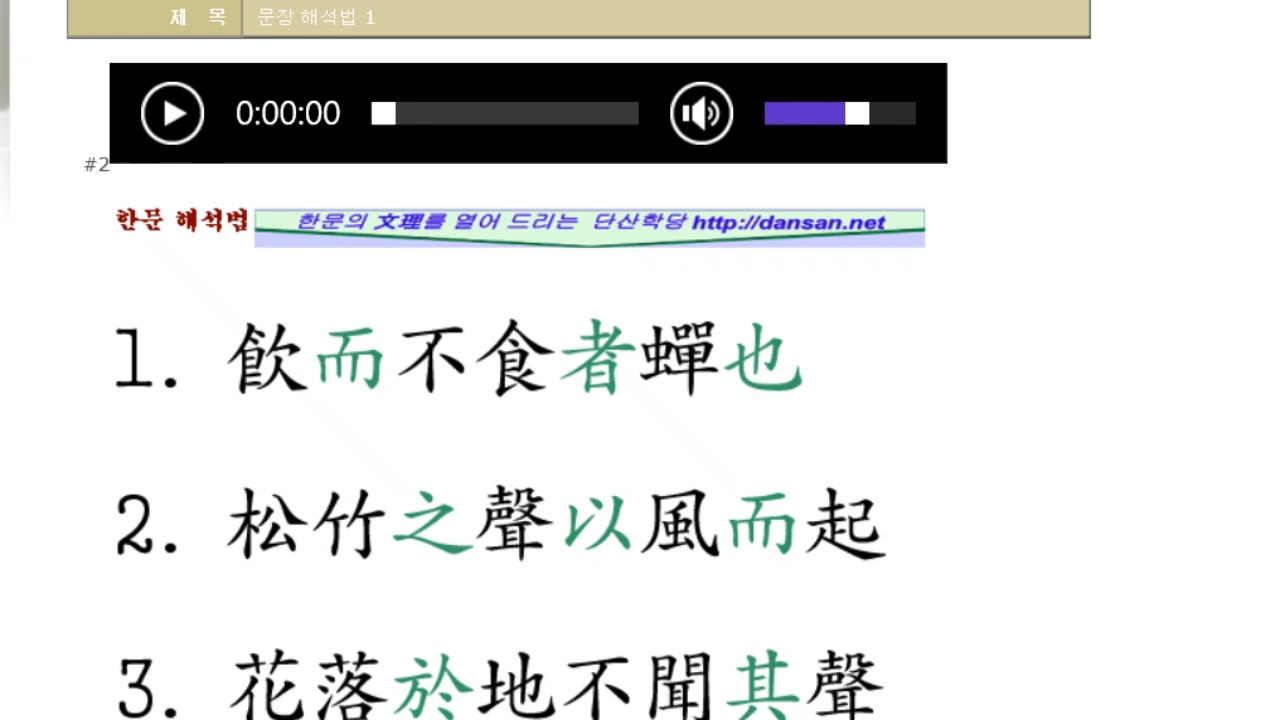 제 목 문장 해석법 1
0:00:00
#2
한문 해석법 한문의 文理를 열어 드리는 단산학당 http://dansan.net
1. 飮而不食者蟬也
2. 松竹之聲以風而起
3. 花落於地不聞其聲